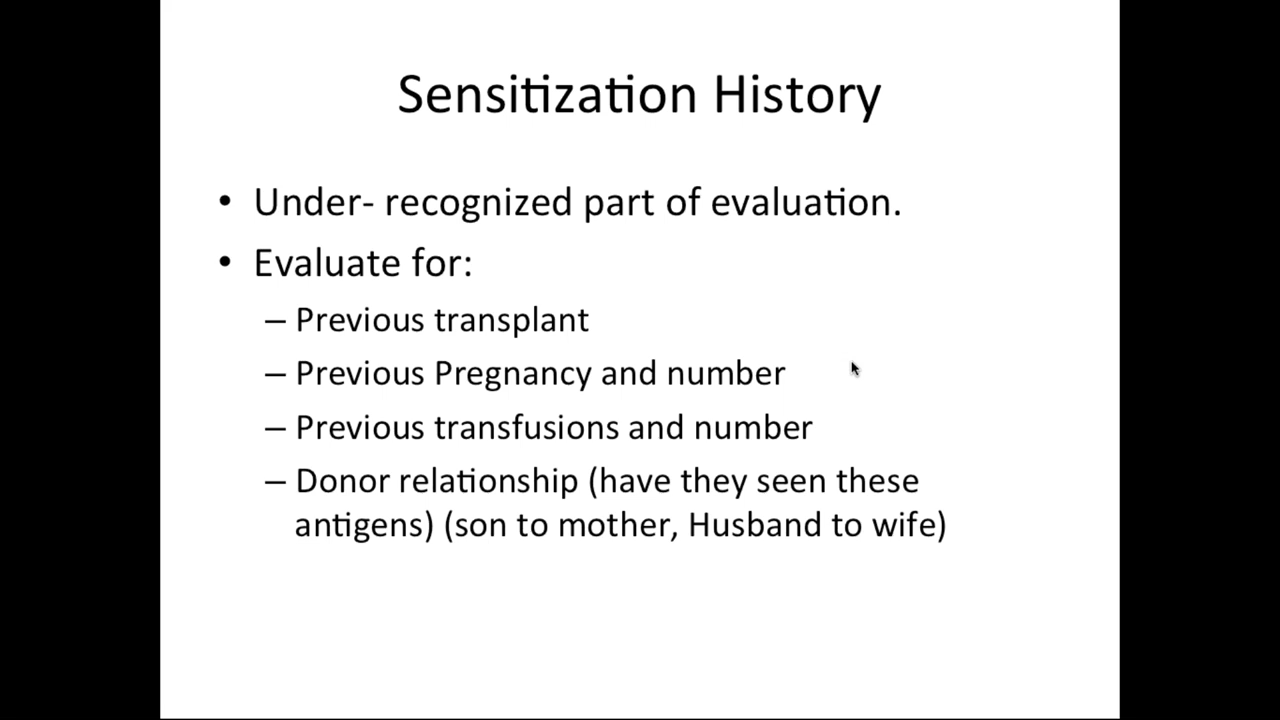 Sensitization History
• Under- recognized part of evaluation.
• Evaluate for:
– Previous transplant
– Previous Pregnancy and number
– Previous transfusions and number
– Donor relationship (have they seen these
antigens) (son to mother, Husband to wife)